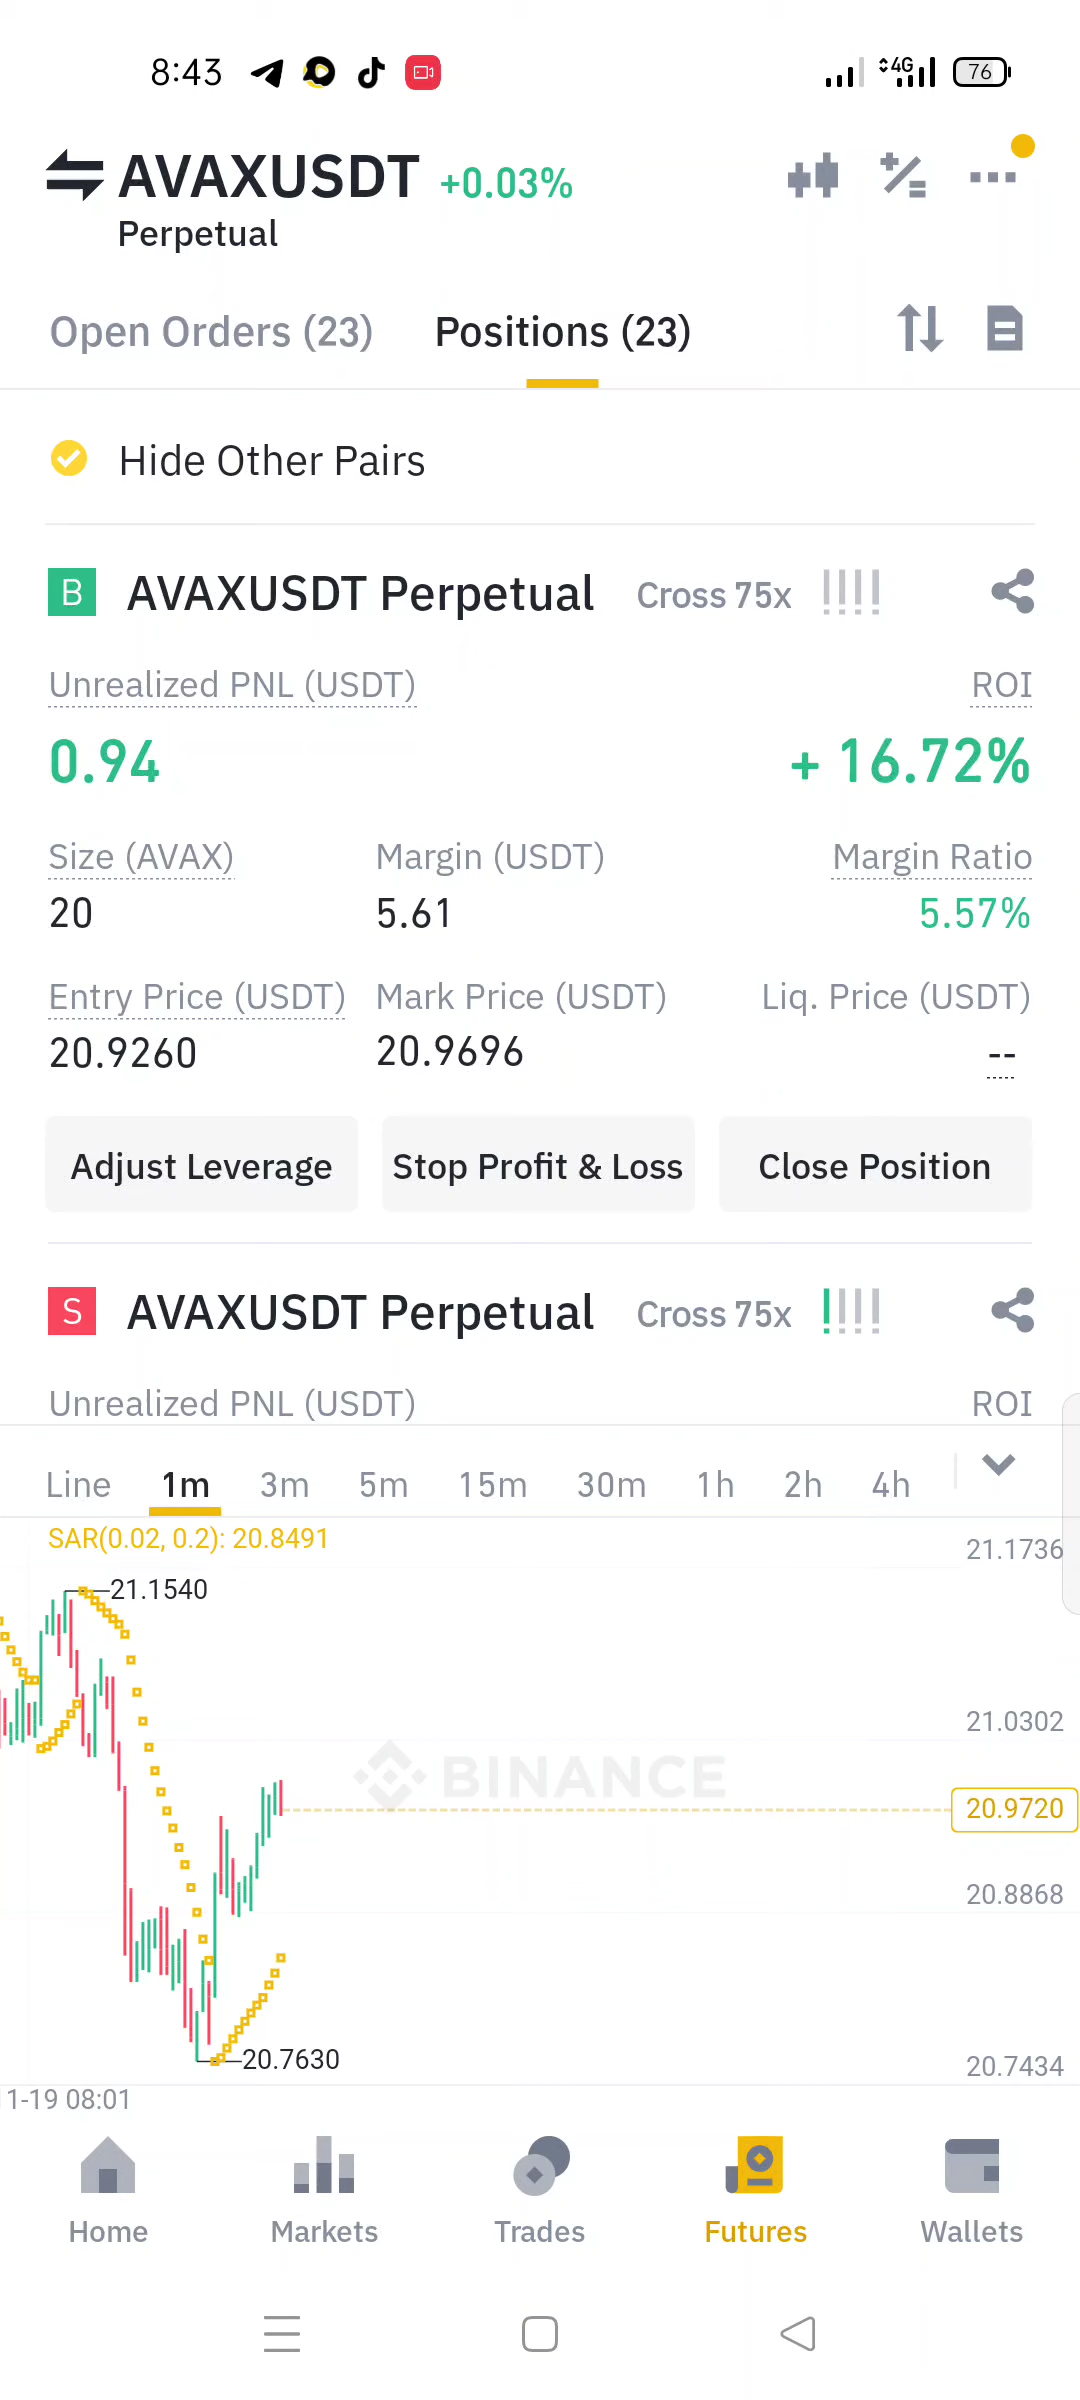 8:43
4G
76
AVAXUSDT +0.03%
Perpetual
Open Orders (23) Positions (23)
Hide Other Pairs
B AVAXUSDT Perpetual Cross 75x
Unrealized PNL (USDT) ROI
0.94 + 16.72%
Size (AVAX) Margin (USDT) Margin Ratio
20 5.61 5.57%
Entry Price (USDT) Mark Price (USDT) Liq. Price (USDT)
20.9260 20.9696 --
Adjust Leverage Stop Profit & Loss Close Position
S AVAXUSDT Perpetual Cross 75x
Unrealized PNL (USDT) ROI
Line 1m 3m 5m 15m 30m 1h 2h 4h
SAR(0.02, 0.2): 20.8491
21.1736
21.1540
21.0302
BINANCE
20.9720
20.8868
20.7630
20.7434
1-19 08:01
Home Markets Trades Futures Wallets